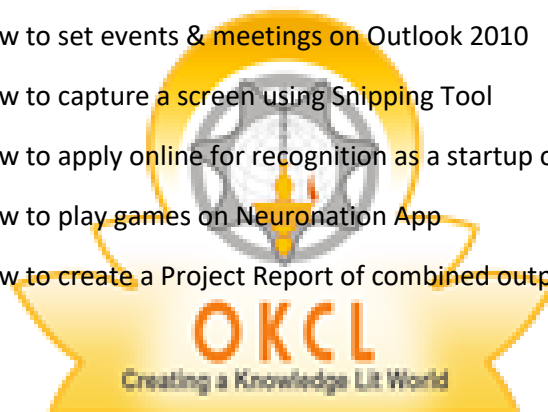 w to set events & meetings on Outlook 2010
w to capture a screen using Snipping Tool
w to apply online for recognition as a startup
w to play games on Neuronation App
w to create a Project Report of combined outp
OKCL
Creating a Knowledge Lit World